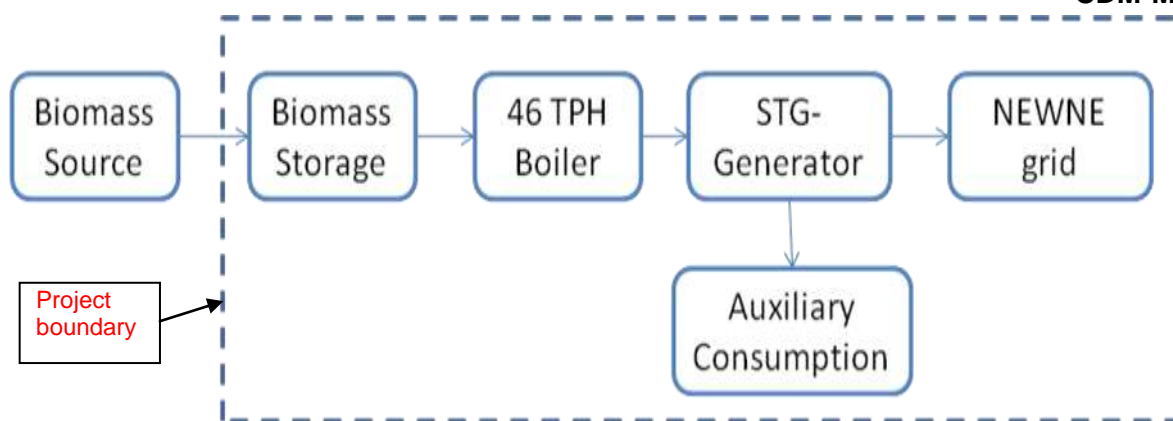 Biomass
Source
Biomass
Storage
46 TPH
Boiler
STG-
Generator
NEWNE
grid
Project
boundary
Auxiliary
Consumption